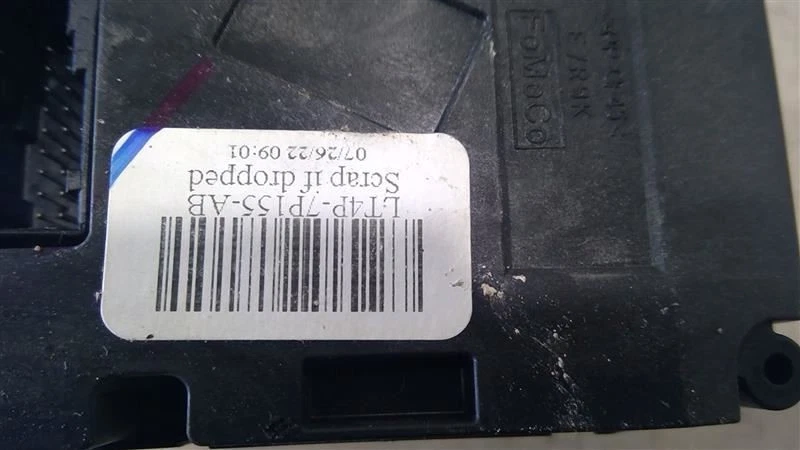 LT4P-7P155-AB
Scrap if dropped
07/26/22 09:01
FoMoCo